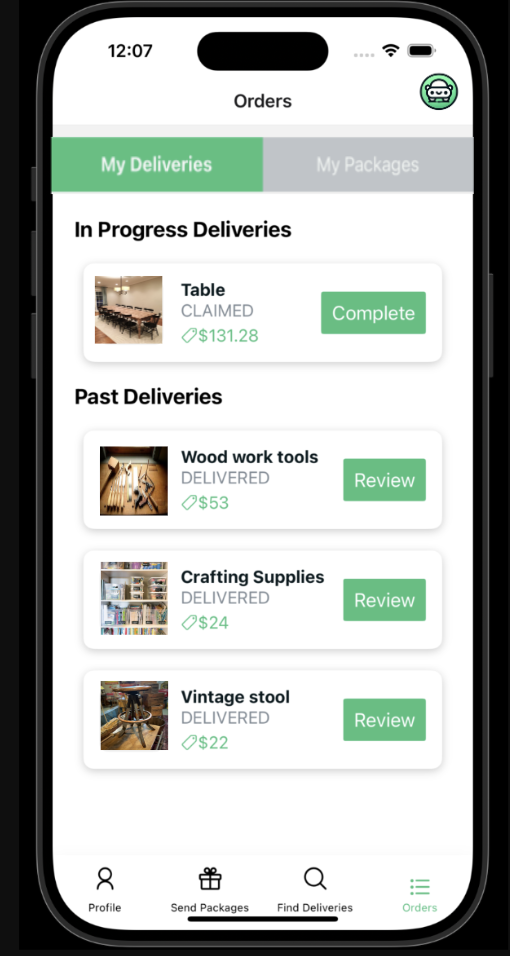 12:07
Orders
My Deliveries
My Packages
In Progress Deliveries
Table
CLAIMED
$131.28
Complete
Past Deliveries
Wood work tools
DELIVERED
$53
Review
Crafting Supplies
DELIVERED
$24
Review
Vintage stool
DELIVERED
$22
Review
Profile
Send Packages
Find Deliveries
Orders